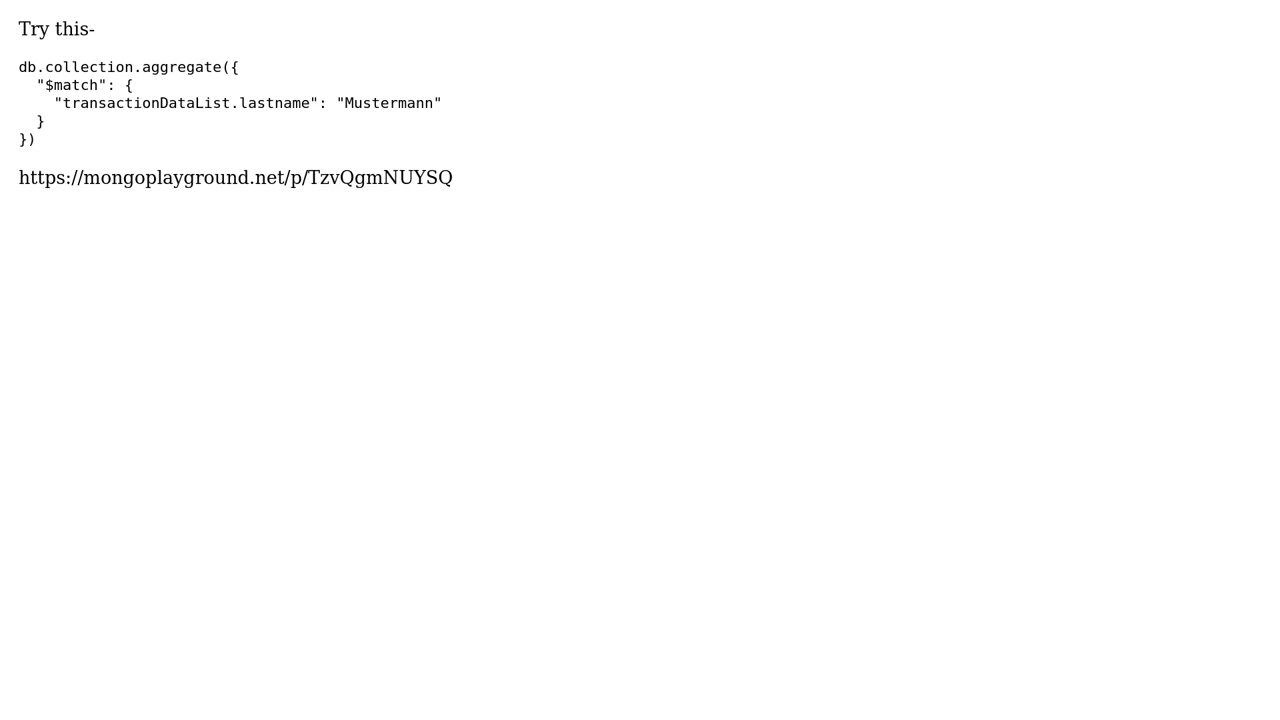 Try this-
db.collection.aggregate({
  "$match": {
    "transactionDataList.lastname": "Mustermann"
  }
})
https://mongoplayground.net/p/TzvQgmNUYSQ